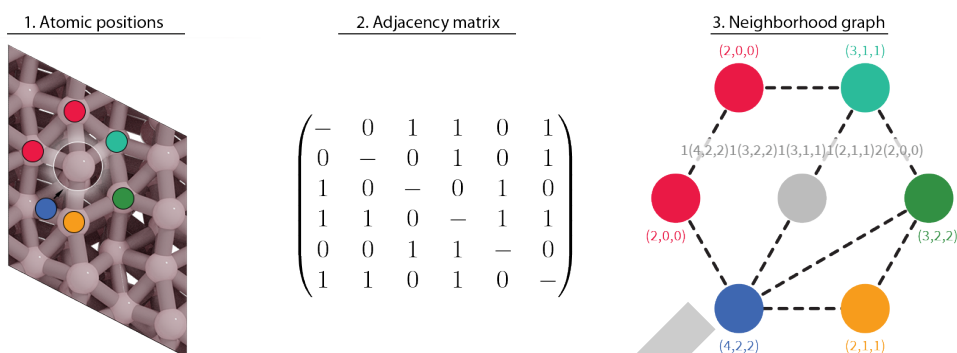 1. Atomic positions
2. Adjacency matrix
3. Neighborhood graph
(2,0,0)
(3,1,1)
− 0 1 1 0 1
0 − 0 1 0 1
1 0 − 0 1 0
1 1 0 − 1 1
0 0 1 1 − 0
1 1 0 1 0 −
1(4,2,2)1(3,2,2)1(3,1,1)1(2,1,1)2(2,0,0)
(2,0,0)
(3,2,2)
(4,2,2)
(2,1,1)